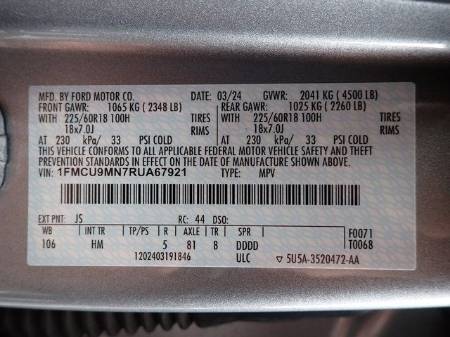 MFD. BY FORD MOTOR CO. 03/24 GVWR: 2041 KG ( 4500 LB)
FRONT GAWR: 1065 KG ( 2348 LB) REAR GAWR: 1025 KG ( 2260 LB)
WITH 225/60R18 100H TIRES WITH 225/60R18 100H TIRES
18x7.0J RIMS 18x7.0J RIMS
AT 230 kPa/ 33 PSI COLD AT 230 kPa/ 33 PSI COLD
THIS VEHICLE CONFORMS TO ALL APPLICABLE FEDERAL MOTOR VEHICLE
SAFETY AND THEFT PREVENTION STANDARDS IN EFFECT ON THE DATE OF MANUFACTURE SHOWN ABOVE.
VIN: 1FMCU9MN7RUA67921 TYPE: MPV
EXT PNT: JS RC: 44 DSO:
WB INT TR TP/PS R AXLE TR SPR F0071
106 HM 5 81 8 DDDD T0068
1202403191846 ULC ▽ 5U5A-3520472-AA